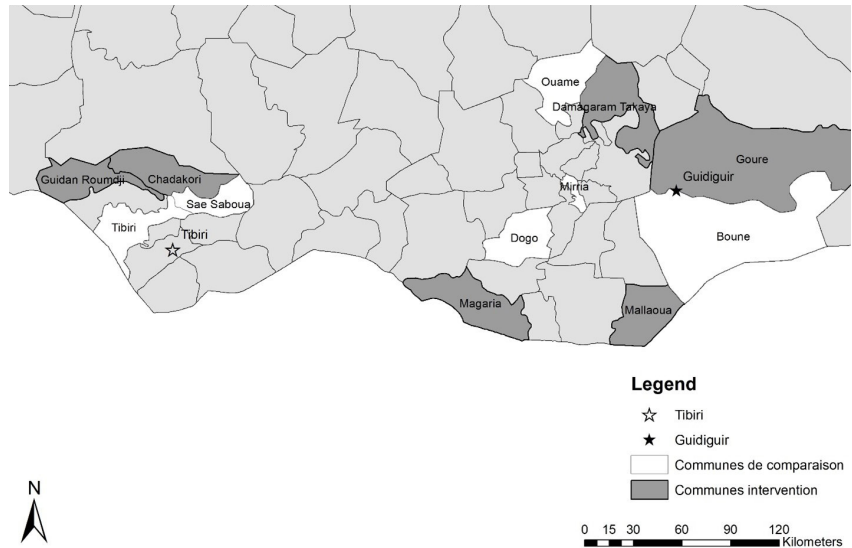 Ouame
Damagaram Takaya
Goure
Guidan Roumdji
Chadakori
Guidiguir
Mirria
Sae Saboua
Tibiri
Tibiri
Dogo
Boune
Magaria
Mallaoua
Legend
Tibiri
Guidiguir
Communes de comparaison
Communes intervention
N
0 15 30 60 90 120
Kilometers